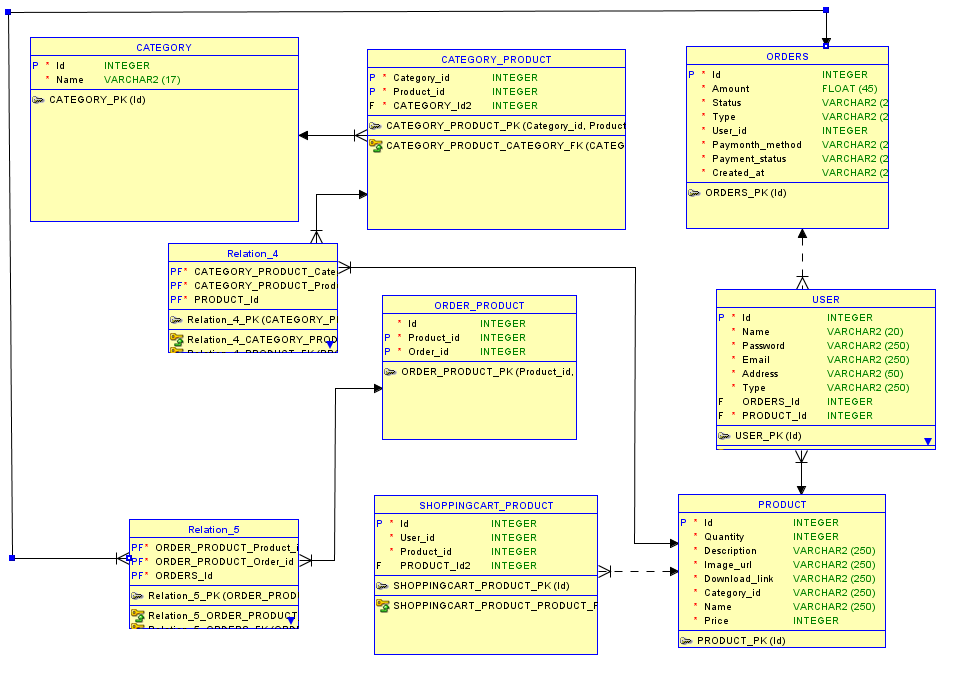 CATEGORY
P * Id INTEGER
* Name VARCHAR2 (17)
CATEGORY_PK (Id)
CATEGORY_PRODUCT
P * Category_id INTEGER
P * Product_id INTEGER
F * CATEGORY_Id2 INTEGER
CATEGORY_PRODUCT_PK (Category_id, Product
CATEGORY_PRODUCT_CATEGORY_FK (CATEG
ORDERS
P * Id INTEGER
* Amount FLOAT (45)
* Status VARCHAR2 (2
* Type VARCHAR2 (2
* User_id INTEGER
* Paymonth_method VARCHAR2 (2
* Payment_status VARCHAR2 (2
* Created_at VARCHAR2 (2
ORDERS_PK (Id)
Relation_4
PF* CATEGORY_PRODUCT_Cate
PF* CATEGORY_PRODUCT_Prod
PF* PRODUCT_Id
Relation_4_PK (CATEGORY_P
Relation_4_CATEGORY_PROD
ORDER_PRODUCT
* Id INTEGER
P * Product_id INTEGER
P * Order_id INTEGER
ORDER_PRODUCT_PK (Product_id,
USER
P * Id INTEGER
* Name VARCHAR2 (20)
* Password VARCHAR2 (250)
* Email VARCHAR2 (250)
* Address VARCHAR2 (50)
* Type VARCHAR2 (250)
F ORDERS_Id INTEGER
F * PRODUCT_Id INTEGER
USER_PK (Id)
Relation_5
PF* ORDER_PRODUCT_Product_i
PF* ORDER_PRODUCT_Order_id
PF* ORDERS_Id
Relation_5_PK (ORDER_PROD
Relation_5_ORDER_PRODUCT
SHOPPINGCART_PRODUCT
P * Id INTEGER
* User_id INTEGER
* Product_id INTEGER
F PRODUCT_Id2 INTEGER
SHOPPINGCART_PRODUCT_PK (Id)
SHOPPINGCART_PRODUCT_PRODUCT_F
PRODUCT
P * Id INTEGER
* Quantity INTEGER
* Description VARCHAR2 (250)
* Image_url VARCHAR2 (250)
* Download_link VARCHAR2 (250)
* Category_id VARCHAR2 (250)
* Name VARCHAR2 (250)
* Price INTEGER
PRODUCT_PK (Id)